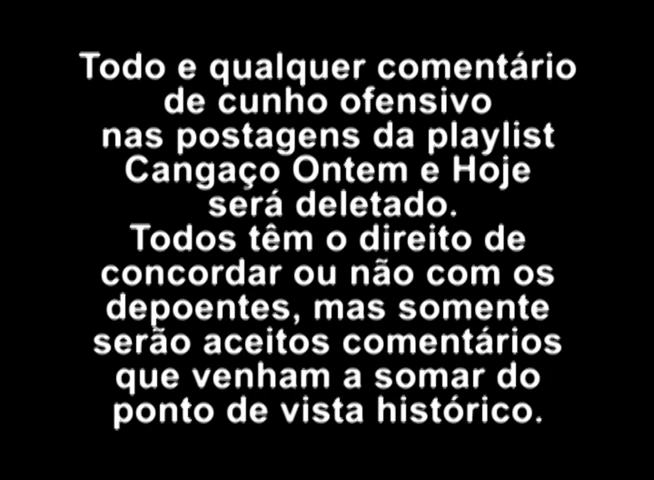 Todo e qualquer comentário
de cunho ofensivo
nas postagens da playlist
Cangaço Ontem e Hoje
será deletado.
Todos têm o direito de
concordar ou não com os
depoentes, mas somente
serão aceitos comentários
que venham a somar do
ponto de vista histórico.